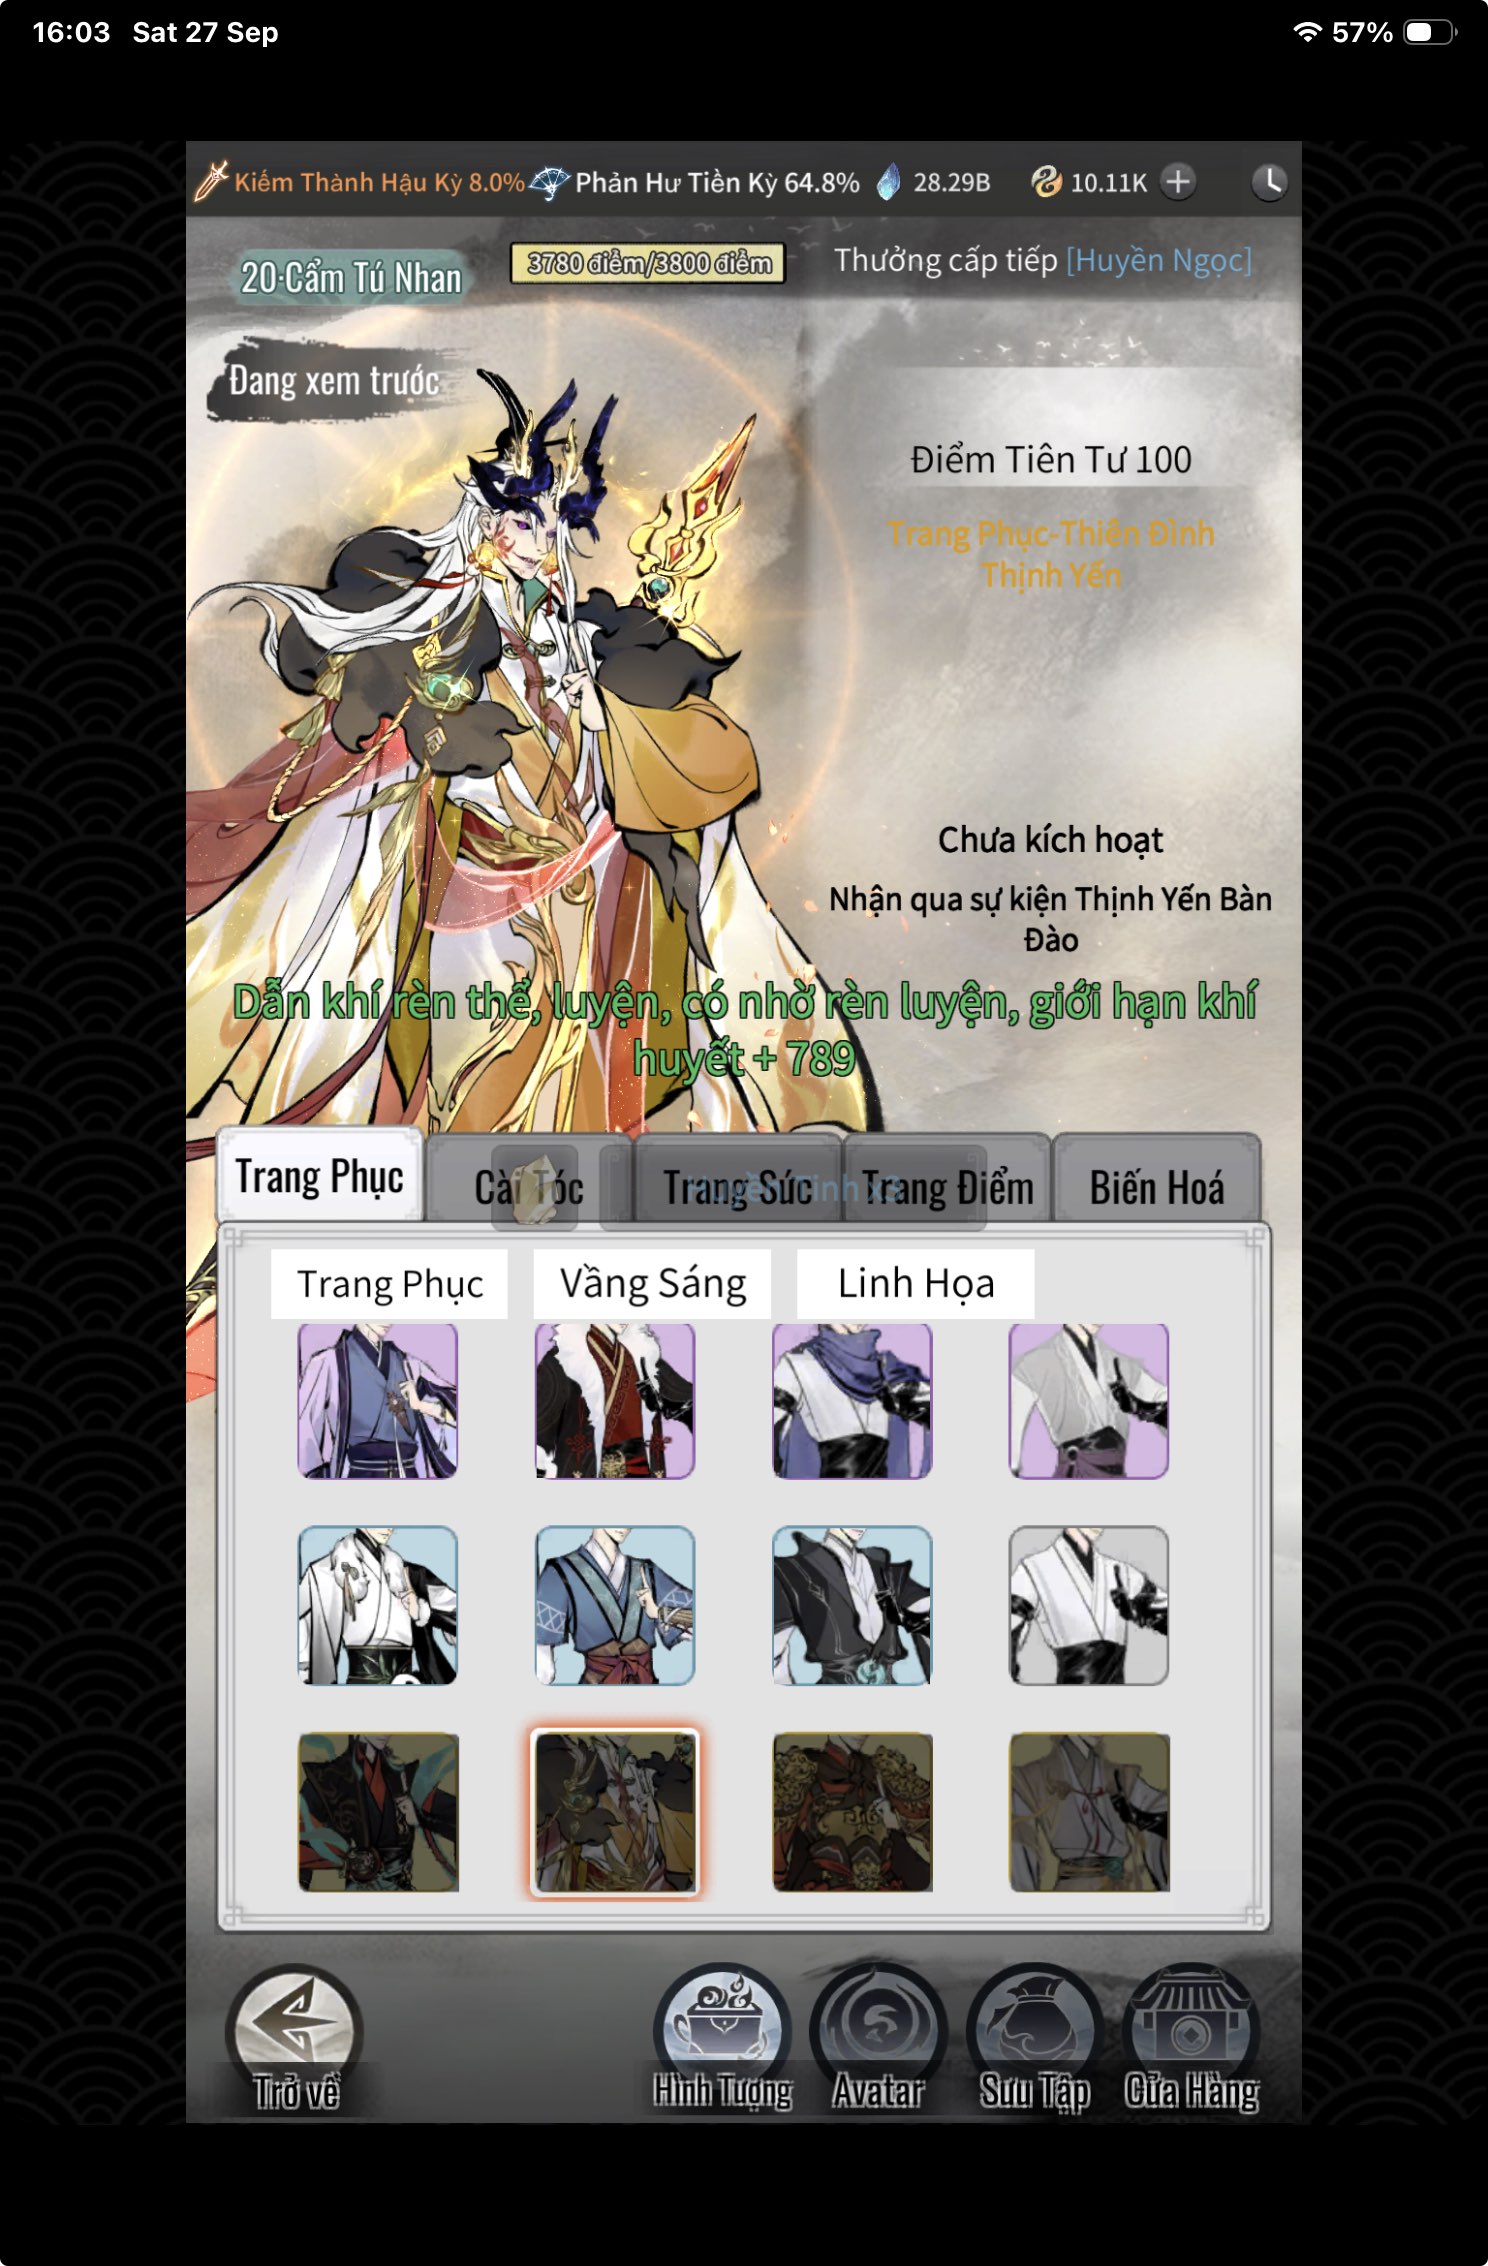 16:03 Sat 27 Sep
57%
Kiếm Thành Hậu Kỳ 8.0%
Phản Hư Tiền Kỳ 64.8%
28.29B
10.11K
20·Cẩm Tú Nhan
3780 điểm/3800 điểm
Thưởng cấp tiếp [Huyền Ngọc]
Đang xem trước
Điểm Tiên Tư 100
Trang Phục-Thiên Đình
Thịnh Yến
Chưa kích hoạt
Nhận qua sự kiện Thịnh Yến Bàn
Đào
Dẫn khí rèn thể, luyện, có nhờ rèn luyện, giới hạn khí
huyết + 789
Trang Phục
Cài Tóc
Trang Sức
Trang Điểm
Biến Hoá
Huyền Tinh x3
Trang Phục
Vầng Sáng
Linh Họa
Trở về
Hình Tượng
Avatar
Sưu Tập
Cửa Hàng